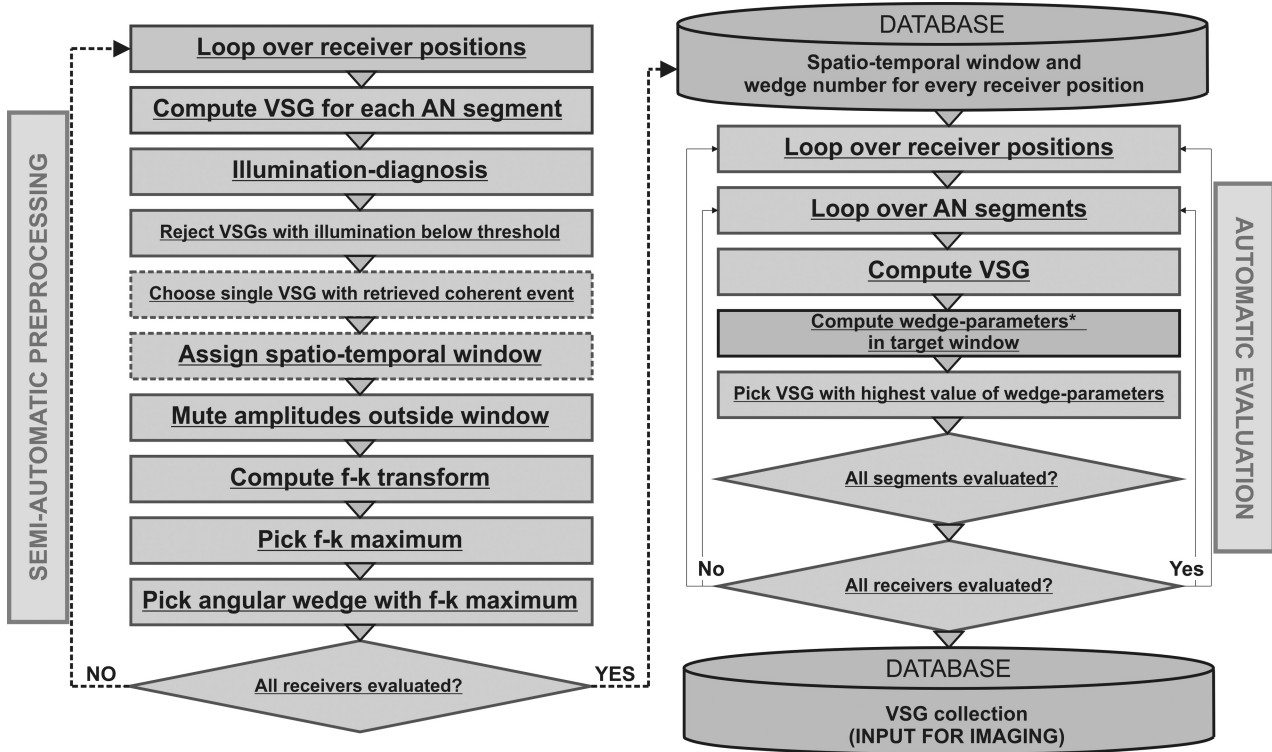 SEMI-AUTOMATIC PREPROCESSING
Loop over receiver positions
Compute VSG for each AN segment
Illumination-diagnosis
Reject VSGs with illumination below threshold
Choose single VSG with retrieved coherent event
Assign spatio-temporal window
Mute amplitudes outside window
Compute f-k transform
Pick f-k maximum
Pick angular wedge with f-k maximum
NO
All receivers evaluated?
YES
DATABASE
Spatio-temporal window and
wedge number for every receiver position
Loop over receiver positions
Loop over AN segments
Compute VSG
Compute wedge-parameters*
in target window
Pick VSG with highest value of wedge-parameters
All segments evaluated?
No
All receivers evaluated?
Yes
DATABASE
VSG collection
(INPUT FOR IMAGING)
AUTOMATIC EVALUATION